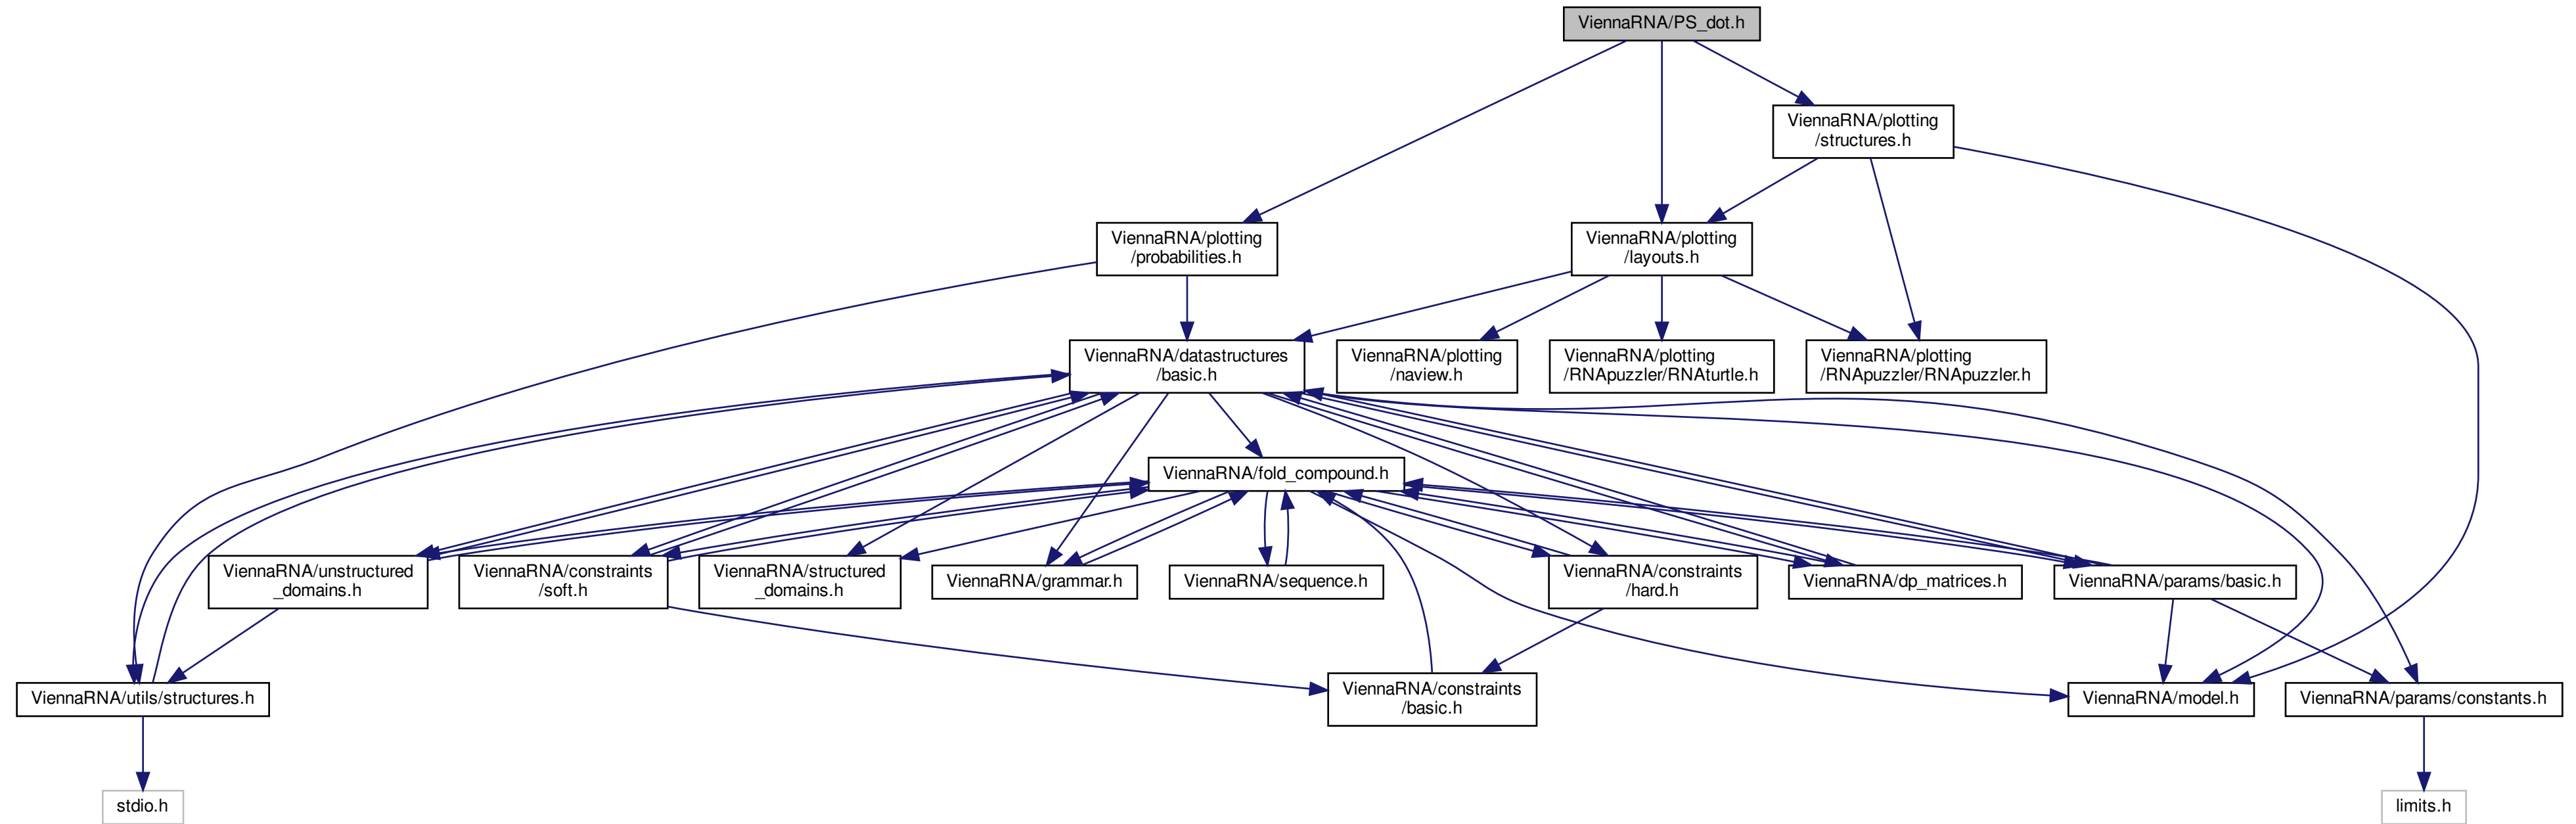 ViennaRNA/PS_dot.h
ViennaRNA/plotting
/structures.h
ViennaRNA/plotting
/probabilities.h
ViennaRNA/plotting
/layouts.h
ViennaRNA/datastructures
/basic.h
ViennaRNA/plotting
/naview.h
ViennaRNA/plotting
/RNApuzzler/RNAturtle.h
ViennaRNA/plotting
/RNApuzzler/RNApuzzler.h
ViennaRNA/fold_compound.h
ViennaRNA/unstructured
_domains.h
ViennaRNA/constraints
/soft.h
ViennaRNA/structured
_domains.h
ViennaRNA/grammar.h
ViennaRNA/sequence.h
ViennaRNA/constraints
/hard.h
ViennaRNA/dp_matrices.h
ViennaRNA/params/basic.h
ViennaRNA/utils/structures.h
ViennaRNA/constraints
/basic.h
ViennaRNA/model.h
ViennaRNA/params/constants.h
stdio.h
limits.h